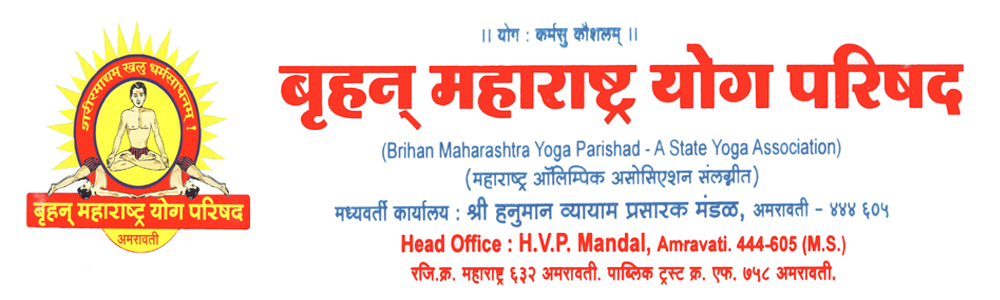 शरीरमाद्यम् खलु धर्मसाधनम् !
बृहन् महाराष्ट्र योग परिषद
अमरावती
।। योग : कर्मसु कौशलम् ।।
बृहन् महाराष्ट्र योग परिषद
(Brihan Maharashtra Yoga Parishad - A State Yoga Association)
(महाराष्ट्र ऑलिम्पिक असोसिएशन संलग्नीत)
मध्यवर्ती कार्यालय : श्री हनुमान व्यायाम प्रसारक मंडळ, अमरावती - ४४४ ६०५
Head Office : H.V.P. Mandal, Amravati. 444-605 (M.S.)
रजि.क्र. महाराष्ट्र ६३२ अमरावती. पाब्लिक ट्रस्ट क्र. एफ. ७५८ अमरावती.